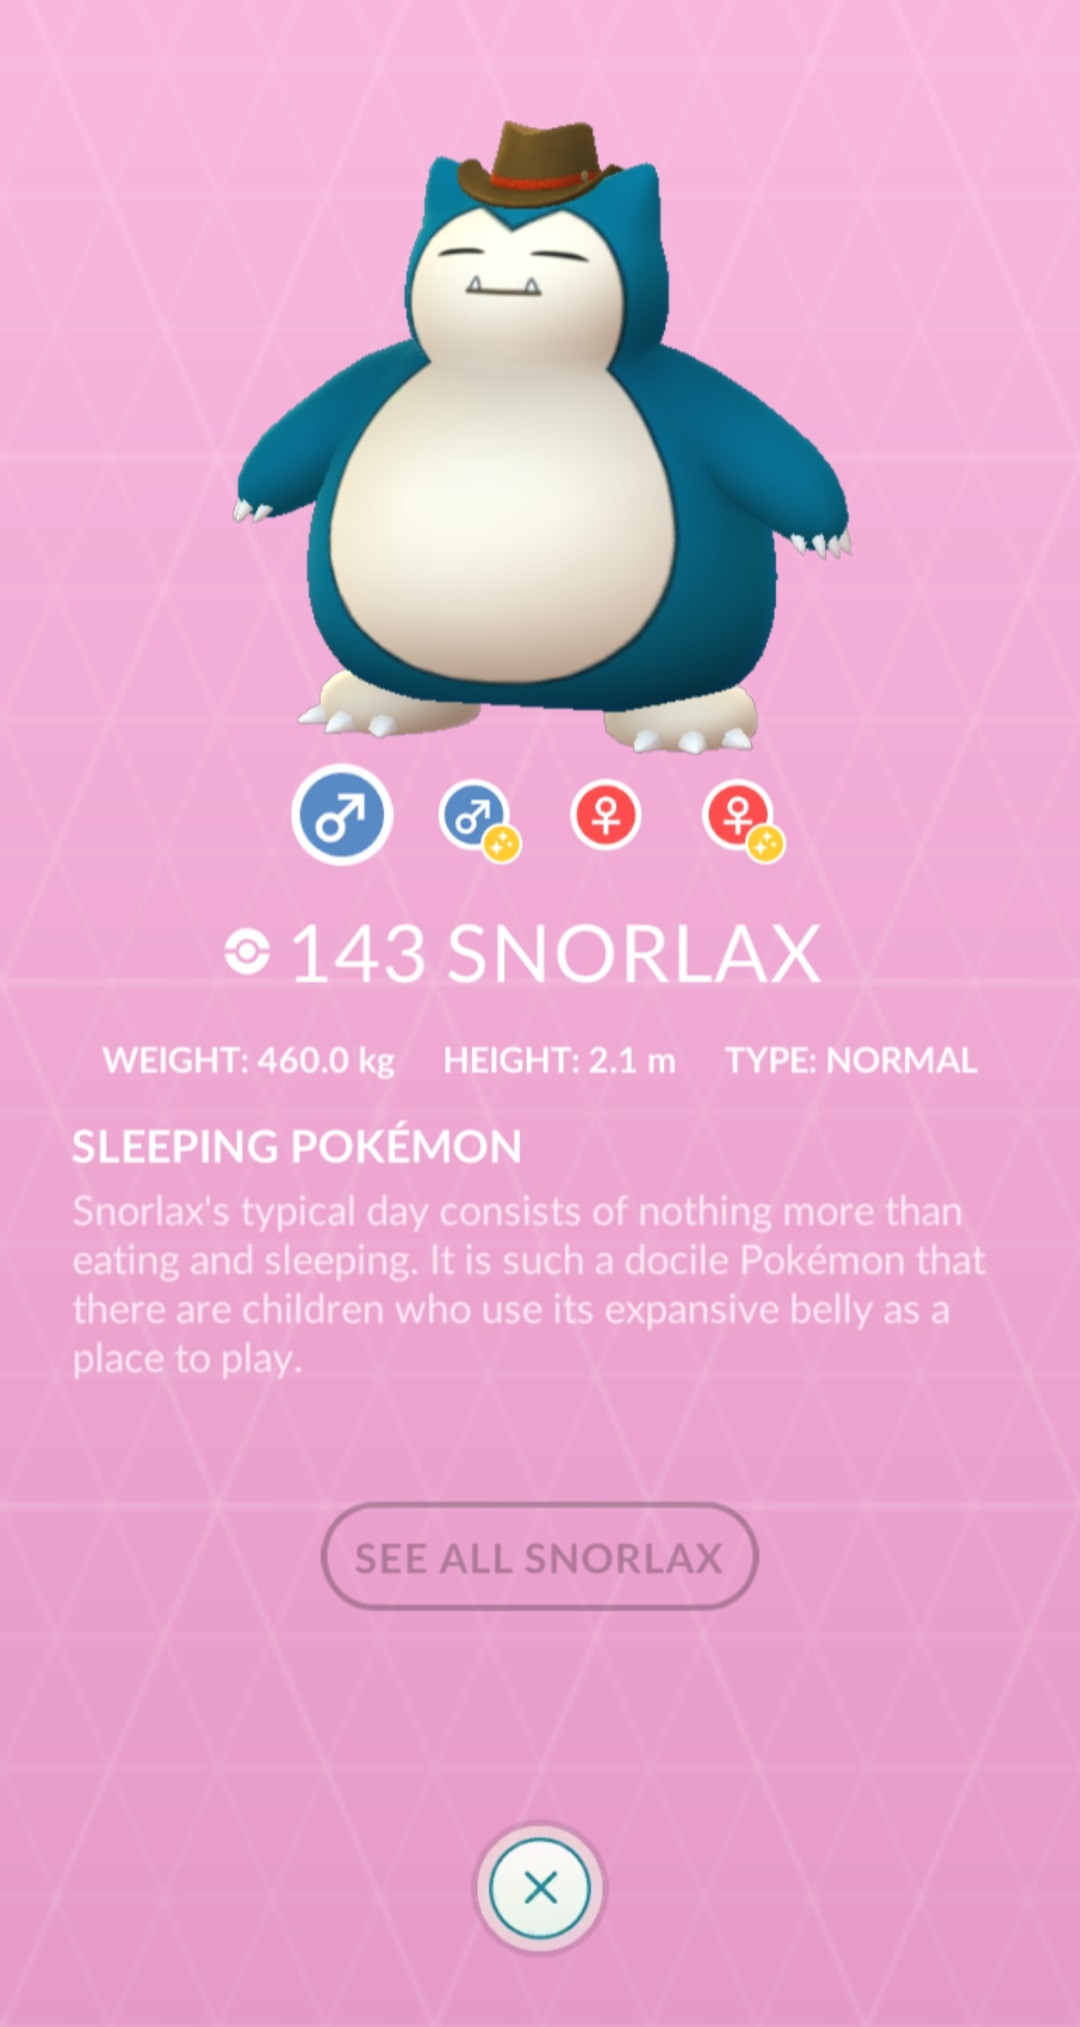 143 SNORLAX
WEIGHT: 460.0 kg HEIGHT: 2.1 m TYPE: NORMAL
SLEEPING POKÉMON
Snorlax's typical day consists of nothing more than
eating and sleeping. It is such a docile Pokémon that
there are children who use its expansive belly as a
place to play.
SEE ALL SNORLAX